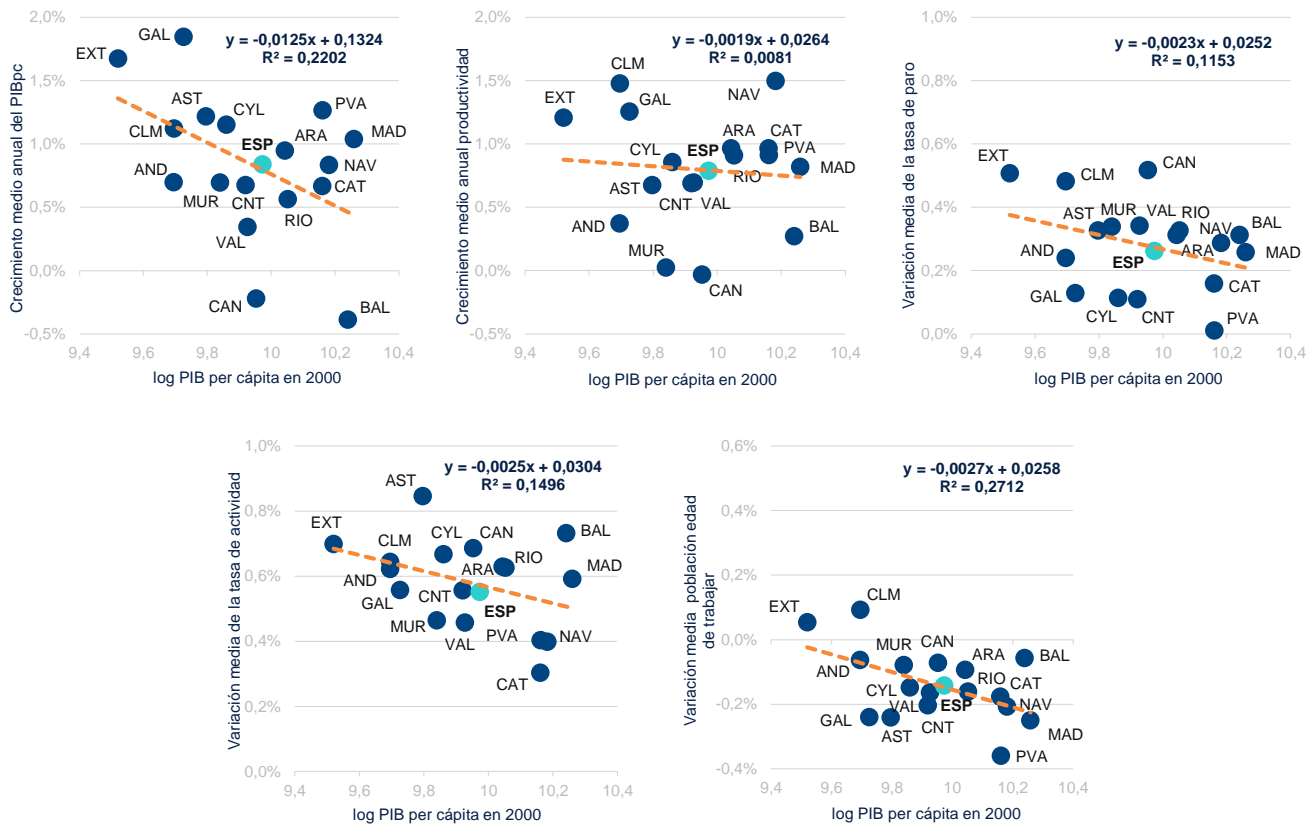 Crecimiento medio anual del PIBpc
2,0%
1,5%
1,0%
0,5%
0,0%
-0,5%
y = -0,0125x + 0,1324
R² = 0,2202
GAL
EXT
AST
CYL
PVA
CLM
ESP
ARA
MAD
AND
NAV
MUR
CNT
CAT
RIO
VAL
CAN
BAL
9,4
9,6
9,8
10
10,2
10,4
log PIB per cápita en 2000
Crecimiento medio anual productividad
2,0%
1,5%
1,0%
0,5%
0,0%
-0,5%
y = -0,0019x + 0,0264
R² = 0,0081
CLM
NAV
EXT
GAL
ARA
CAT
CYL
ESP
PVA
MAD
AST
RIO
CNT
VAL
AND
BAL
MUR
CAN
9,4
9,6
9,8
10
10,2
10,4
log PIB per cápita en 2000
Variación media de la tasa de paro
1,0%
0,8%
0,6%
0,4%
0,2%
0,0%
y = -0,0023x + 0,0252
R² = 0,1153
EXT
CLM
CAN
AST
MUR
VAL
RIO
NAV
BAL
AND
ESP
ARA
MAD
GAL
CAT
CYL
CNT
PVA
9,4
9,6
9,8
10
10,2
10,4
log PIB per cápita en 2000
Variación media de la tasa de actividad
1,0%
0,8%
0,6%
0,4%
0,2%
0,0%
y = -0,0025x + 0,0304
R² = 0,1496
AST
EXT
CLM
CYL
CAN
RIO
BAL
AND
ARA
MAD
GAL
CNT
ESP
MUR
VAL
PVA
NAV
CAT
9,4
9,6
9,8
10
10,2
10,4
log PIB per cápita en 2000
Variación media población edad
de trabajar
0,6%
0,4%
0,2%
0,0%
-0,2%
-0,4%
y = -0,0027x + 0,0258
R² = 0,2712
EXT
CLM
MUR
CAN
ARA
BAL
AND
CYL
RIO
CAT
VAL
ESP
NAV
GAL
AST
CNT
MAD
PVA
9,4
9,6
9,8
10
10,2
10,4
log PIB per cápita en 2000